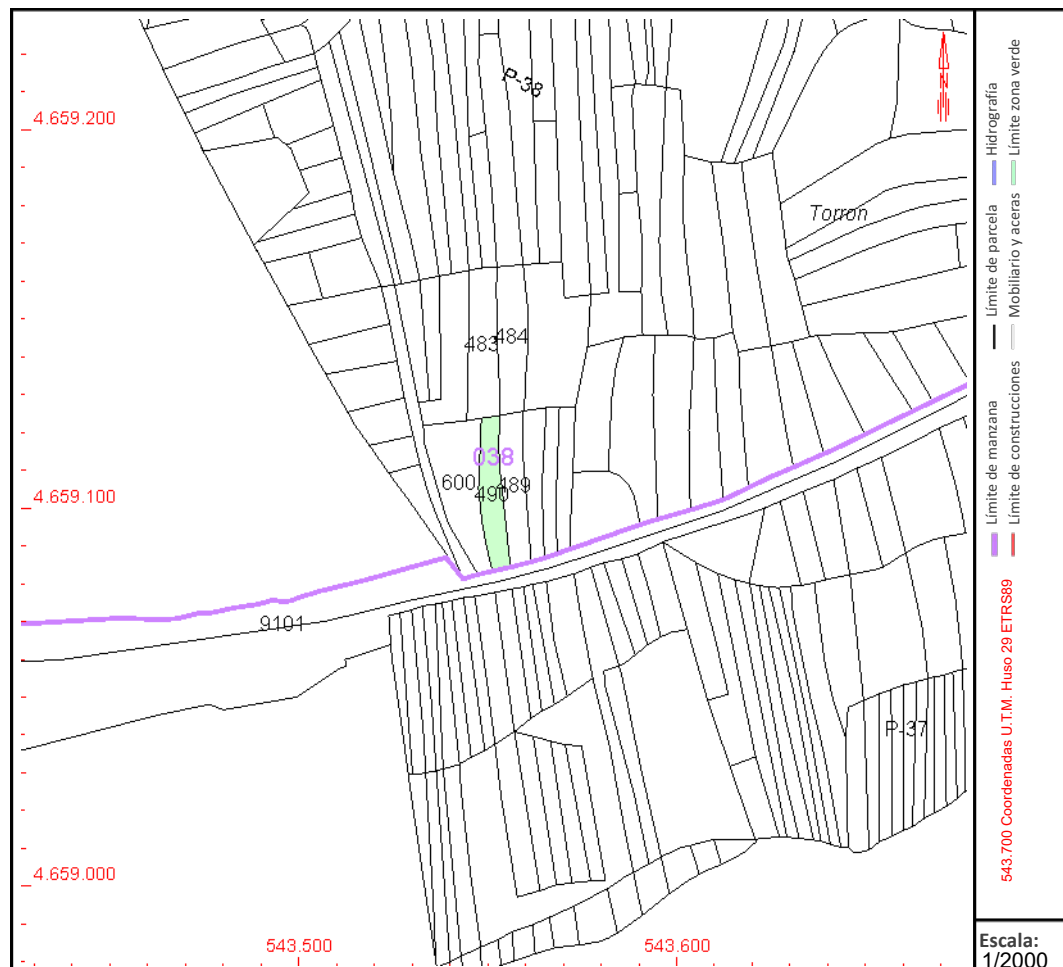 P-38
4.659.200
Torron
483
484
038
600
490
489
4.659.100
9101
P-37
4.659.000
543.500
543.600
N
Hidrografía
Límite zona verde
Límite de parcela
Mobiliario y aceras
Límite de manzana
Límite de construcciones
543.700 Coordenadas U.T.M. Huso 29 ETRS89
Escala:
1/2000